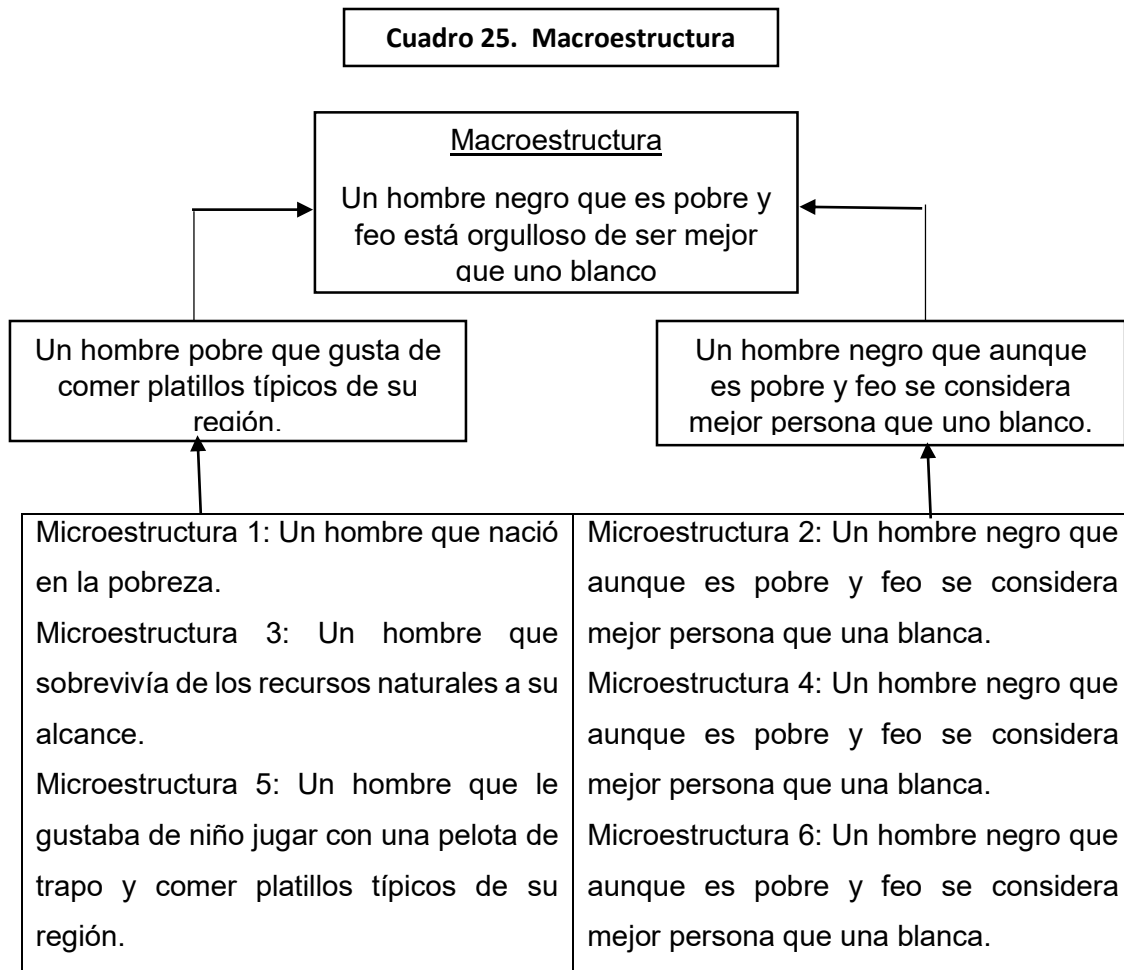 Cuadro 25.  Macroestructura
Macroestructura
Un hombre negro que es pobre y
feo está orgulloso de ser mejor
que uno blanco
Un hombre pobre que gusta de
comer platillos típicos de su
región.
Un hombre negro que aunque
es pobre y feo se considera
mejor persona que uno blanco.
Microestructura 1: Un hombre que nació
en la pobreza.
Microestructura 3: Un hombre que
sobrevivía de los recursos naturales a su
alcance.
Microestructura 5: Un hombre que le
gustaba de niño jugar con una pelota de
trapo y comer platillos típicos de su
región.
Microestructura 2: Un hombre negro que
aunque es pobre y feo se considera
mejor persona que una blanca.
Microestructura 4: Un hombre negro que
aunque es pobre y feo se considera
mejor persona que una blanca.
Microestructura 6: Un hombre negro que
aunque es pobre y feo se considera
mejor persona que una blanca.